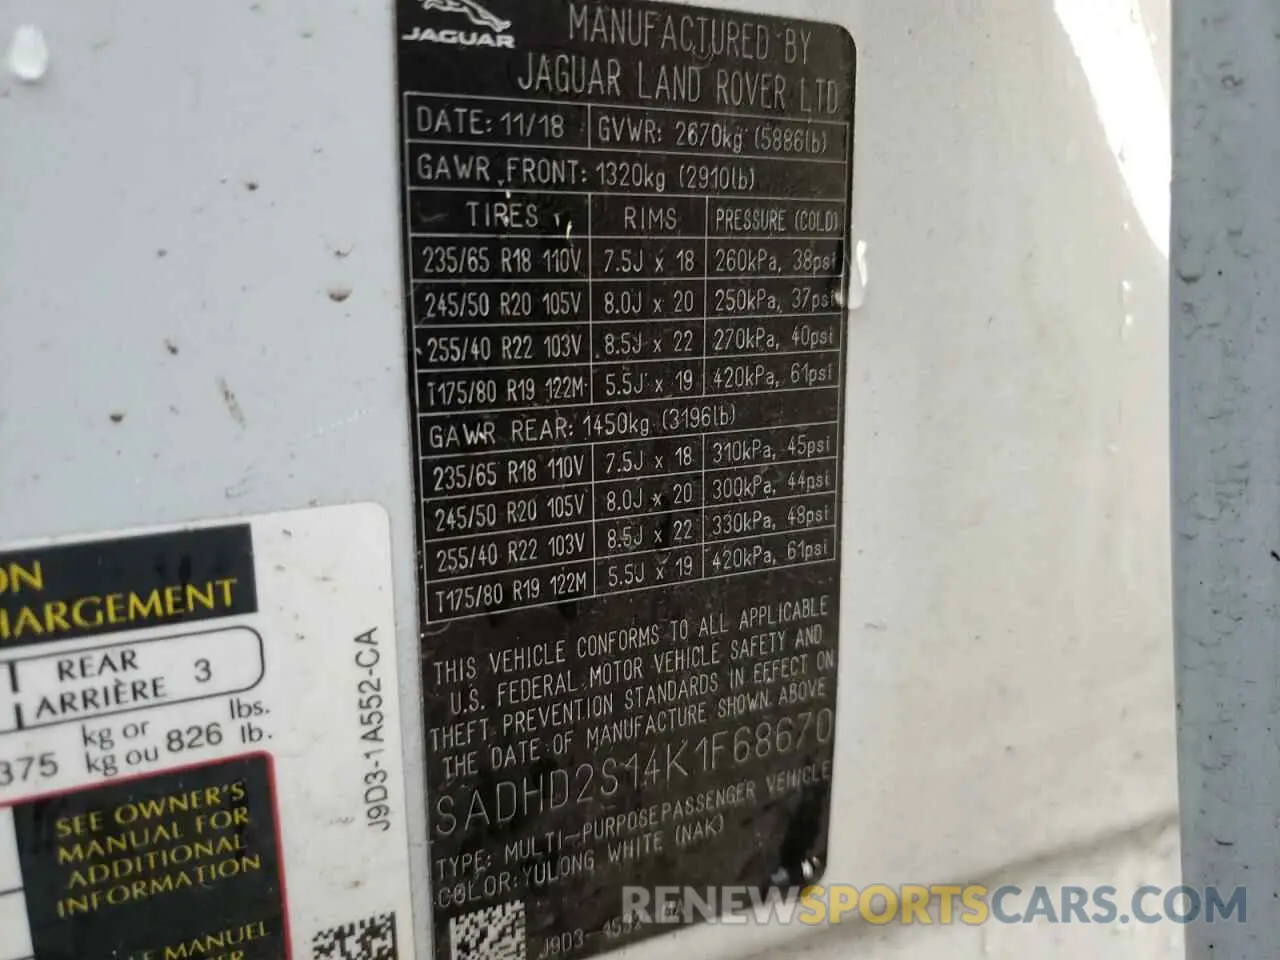 JAGUAR
MANUFACTURED BY
JAGUAR LAND ROVER LTD
DATE: 11/18 GVWR: 2670kg (5886lb)
GAWR FRONT: 1320kg (2910lb)
TIRES RIMS PRESSURE (COLD)
235/65 R18 110V 7.5J x 18 260kPa, 38psi
245/50 R20 105V 8.0J x 20 250kPa, 37psi
255/40 R22 103V 8.5J x 22 270kPa, 40psi
T175/80 R19 122M 5.5J x 19 420kPa, 61psi
GAWR REAR: 1450kg (3196lb)
235/65 R18 110V 7.5J x 18 310kPa, 45psi
245/50 R20 105V 8.0J x 20 300kPa, 44psi
255/40 R22 103V 8.5J x 22 330kPa, 48psi
T175/80 R19 122M 5.5J x 19 420kPa, 61psi
THIS VEHICLE CONFORMS TO ALL APPLICABLE
U.S. FEDERAL MOTOR VEHICLE SAFETY AND
THEFT PREVENTION STANDARDS IN EFFECT ON
THE DATE OF MANUFACTURE SHOWN ABOVE
SADHD2S14K1F68670
TYPE: MULTI-PURPOSE PASSENGER VEHICLE
COLOR: YULONG WHITE (NAK)
ON
HARGEMENT
REAR
ARRIÈRE 3
375 kg or 826 lbs.
kg ou lb.
SEE OWNER'S
MANUAL FOR
ADDITIONAL
INFORMATION
MANUEL
J9D3-1A552-CA
RENEWSPORTSCARS.COM